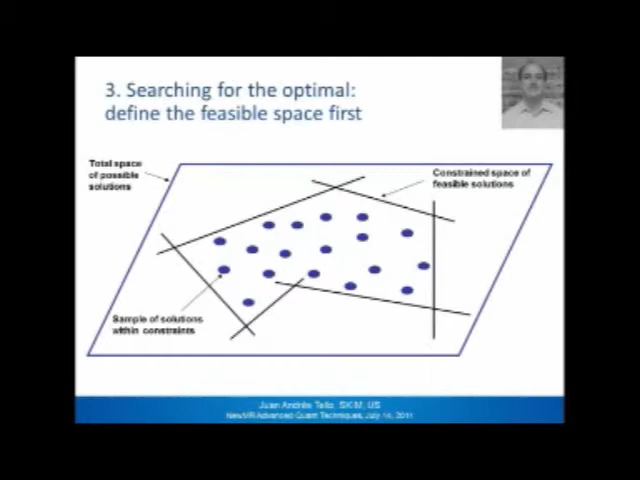 3. Searching for the optimal:
define the feasible space first
Total space
of possible
solutions
Constrained space of
feasible solutions
Sample of solutions
within constraints
Juan Andrés Tello, SKIM, US
NewMR Advanced Quant Techniques, July 14, 2011